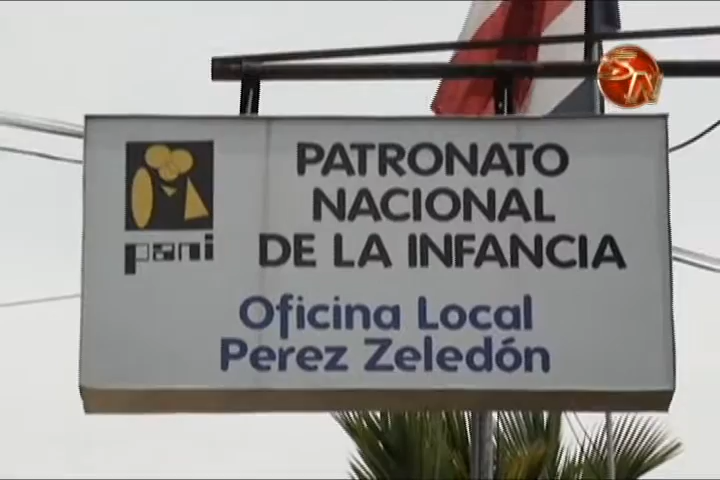 PATRONATO
NACIONAL
DE LA INFANCIA
pani
Oficina Local
Perez Zeledón